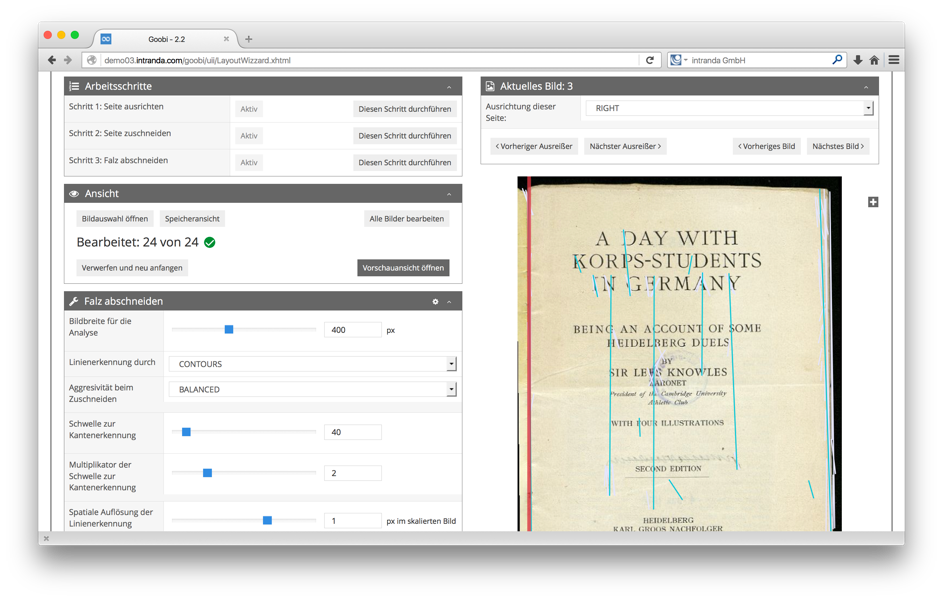 Goobi - 2.2
demo03.intranda.com/goobi/uii/LayoutWizzard.xhtml
intranda GmbH
Arbeitsschritte
Schritt 1: Seite ausrichten Aktiv Diesen Schritt durchführen
Schritt 2: Seite zuschneiden Aktiv Diesen Schritt durchführen
Schritt 3: Falz abschneiden Aktiv Diesen Schritt durchführen
Ansicht
Bildauswahl öffnen Speicheransicht Alle Bilder bearbeiten
Bearbeitet: 24 von 24
Verwerfen und neu anfangen Vorschauansicht öffnen
Falz abschneiden
Bildbreite für die
Analyse
400 px
Linienerkennung durch CONTOURS
Aggresivität beim
Zuschneiden
BALANCED
Schwelle zur
Kantenerkennung
40
Multiplikator der
Schwelle zur
Kantenerkennung
2
Spatiale Auflösung der
Linienerkennung
1 px im skalierten Bild
Aktuelles Bild: 3
Ausrichtung dieser
Seite:
RIGHT
< Vorheriger Ausreißer Nächster Ausreißer > < Vorheriges Bild Nächstes Bild >
A DAY WITH
KORPS-STUDENTS
IN GERMANY
BEING AN ACCOUNT OF SOME
HEIDELBERG DUELS
BY
SIR LEES KNOWLES
BARONET
President of the Cambridge University
Athletic Club
WITH FOUR ILLUSTRATIONS
SECOND EDITION
HEIDELBERG
KARL GROOS NACHFOLGER